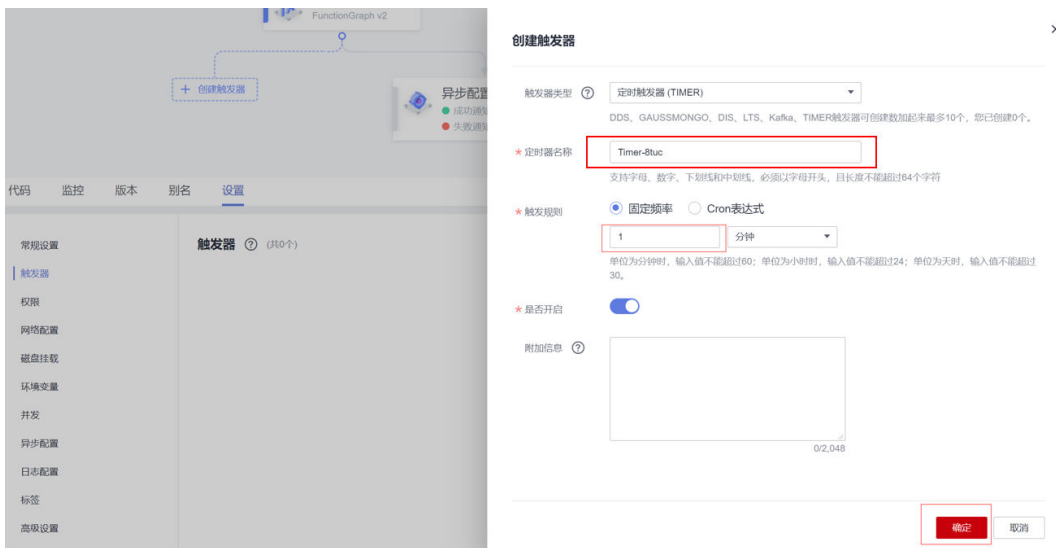 FunctionGraph v2
+ 创建触发器
异步配置
成功通知
失败通知
代码 监控 版本 别名 设置
常规设置
触发器
权限
网络配置
磁盘挂载
环境变量
并发
异步配置
日志配置
标签
高级设置
触发器 ? (共0个)
创建触发器
触发器类型 ? 定时触发器 (TIMER)
DDS、GAUSSMONGO、DIS、LTS、Kafka、TIMER触发器可创建数加起来最多10个，您已创建0个。
* 定时器名称 Timer-8tuc
支持字母、数字、下划线和中划线，必须以字母开头，且长度不能超过64个字符
* 触发规则 固定频率 Cron表达式
1 分钟
单位为分钟时，输入值不能超过60；单位为小时时，输入值不能超过24；单位为天时，输入值不能超过
30。
* 是否开启
附加信息 ?
0/2,048
确定 取消